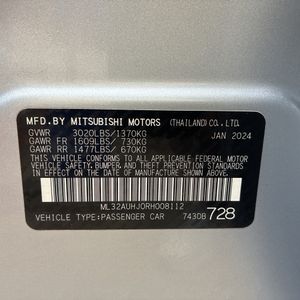 MFD.BY MITSUBISHI MOTORS (THAILAND) CO., LTD.
GVWR 3020LBS/1370KG JAN 2024
GAWR FR 1609LBS/ 730KG
GAWR RR 1477LBS/ 670KG
THIS VEHICLE CONFORMS TO ALL APPLICABLE U.S. FEDERAL MOTOR VEHICLE
SAFETY, BUMPER, AND THEFT PREVENTION STANDARDS
IN EFFECT ON THE DATE OF MANUFACTURE SHOWN ABOVE.
ML32AUHJ0RH008112
VEHICLE TYPE:PASSENGER CAR 7430B 728